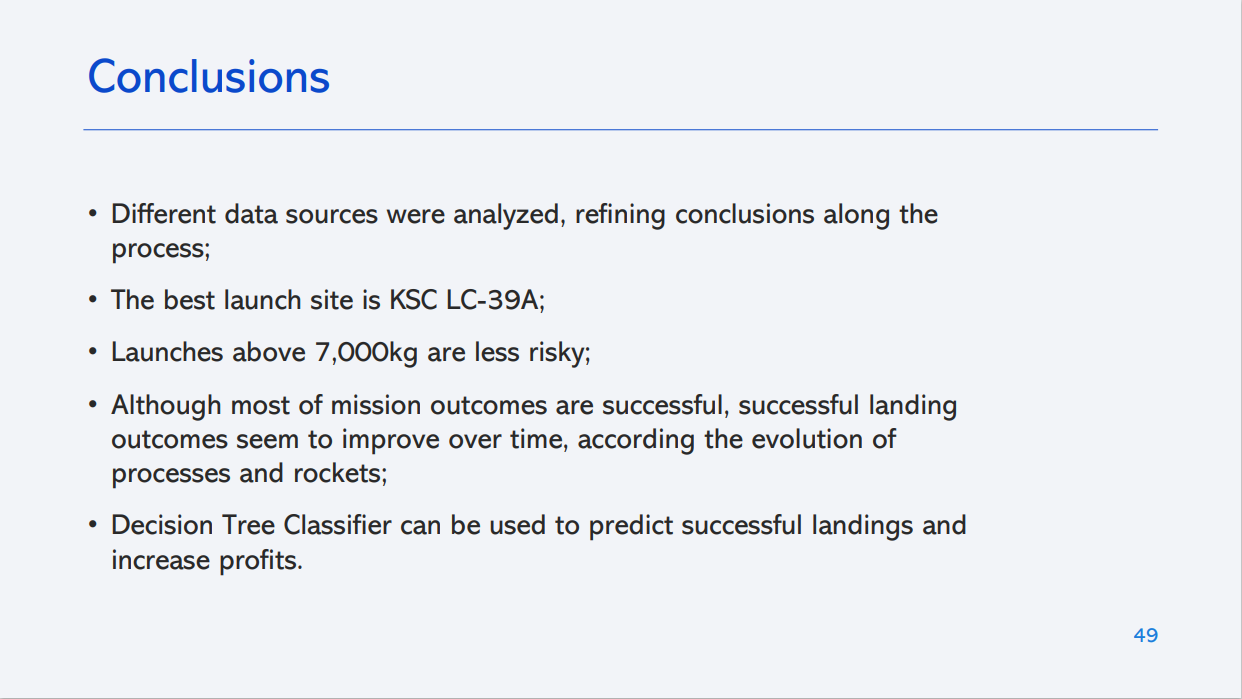 Conclusions
• Different data sources were analyzed, refining conclusions along the
process;
• The best launch site is KSC LC-39A;
• Launches above 7,000kg are less risky;
• Although most of mission outcomes are successful, successful landing
outcomes seem to improve over time, according the evolution of
processes and rockets;
• Decision Tree Classifier can be used to predict successful landings and
increase profits.
49